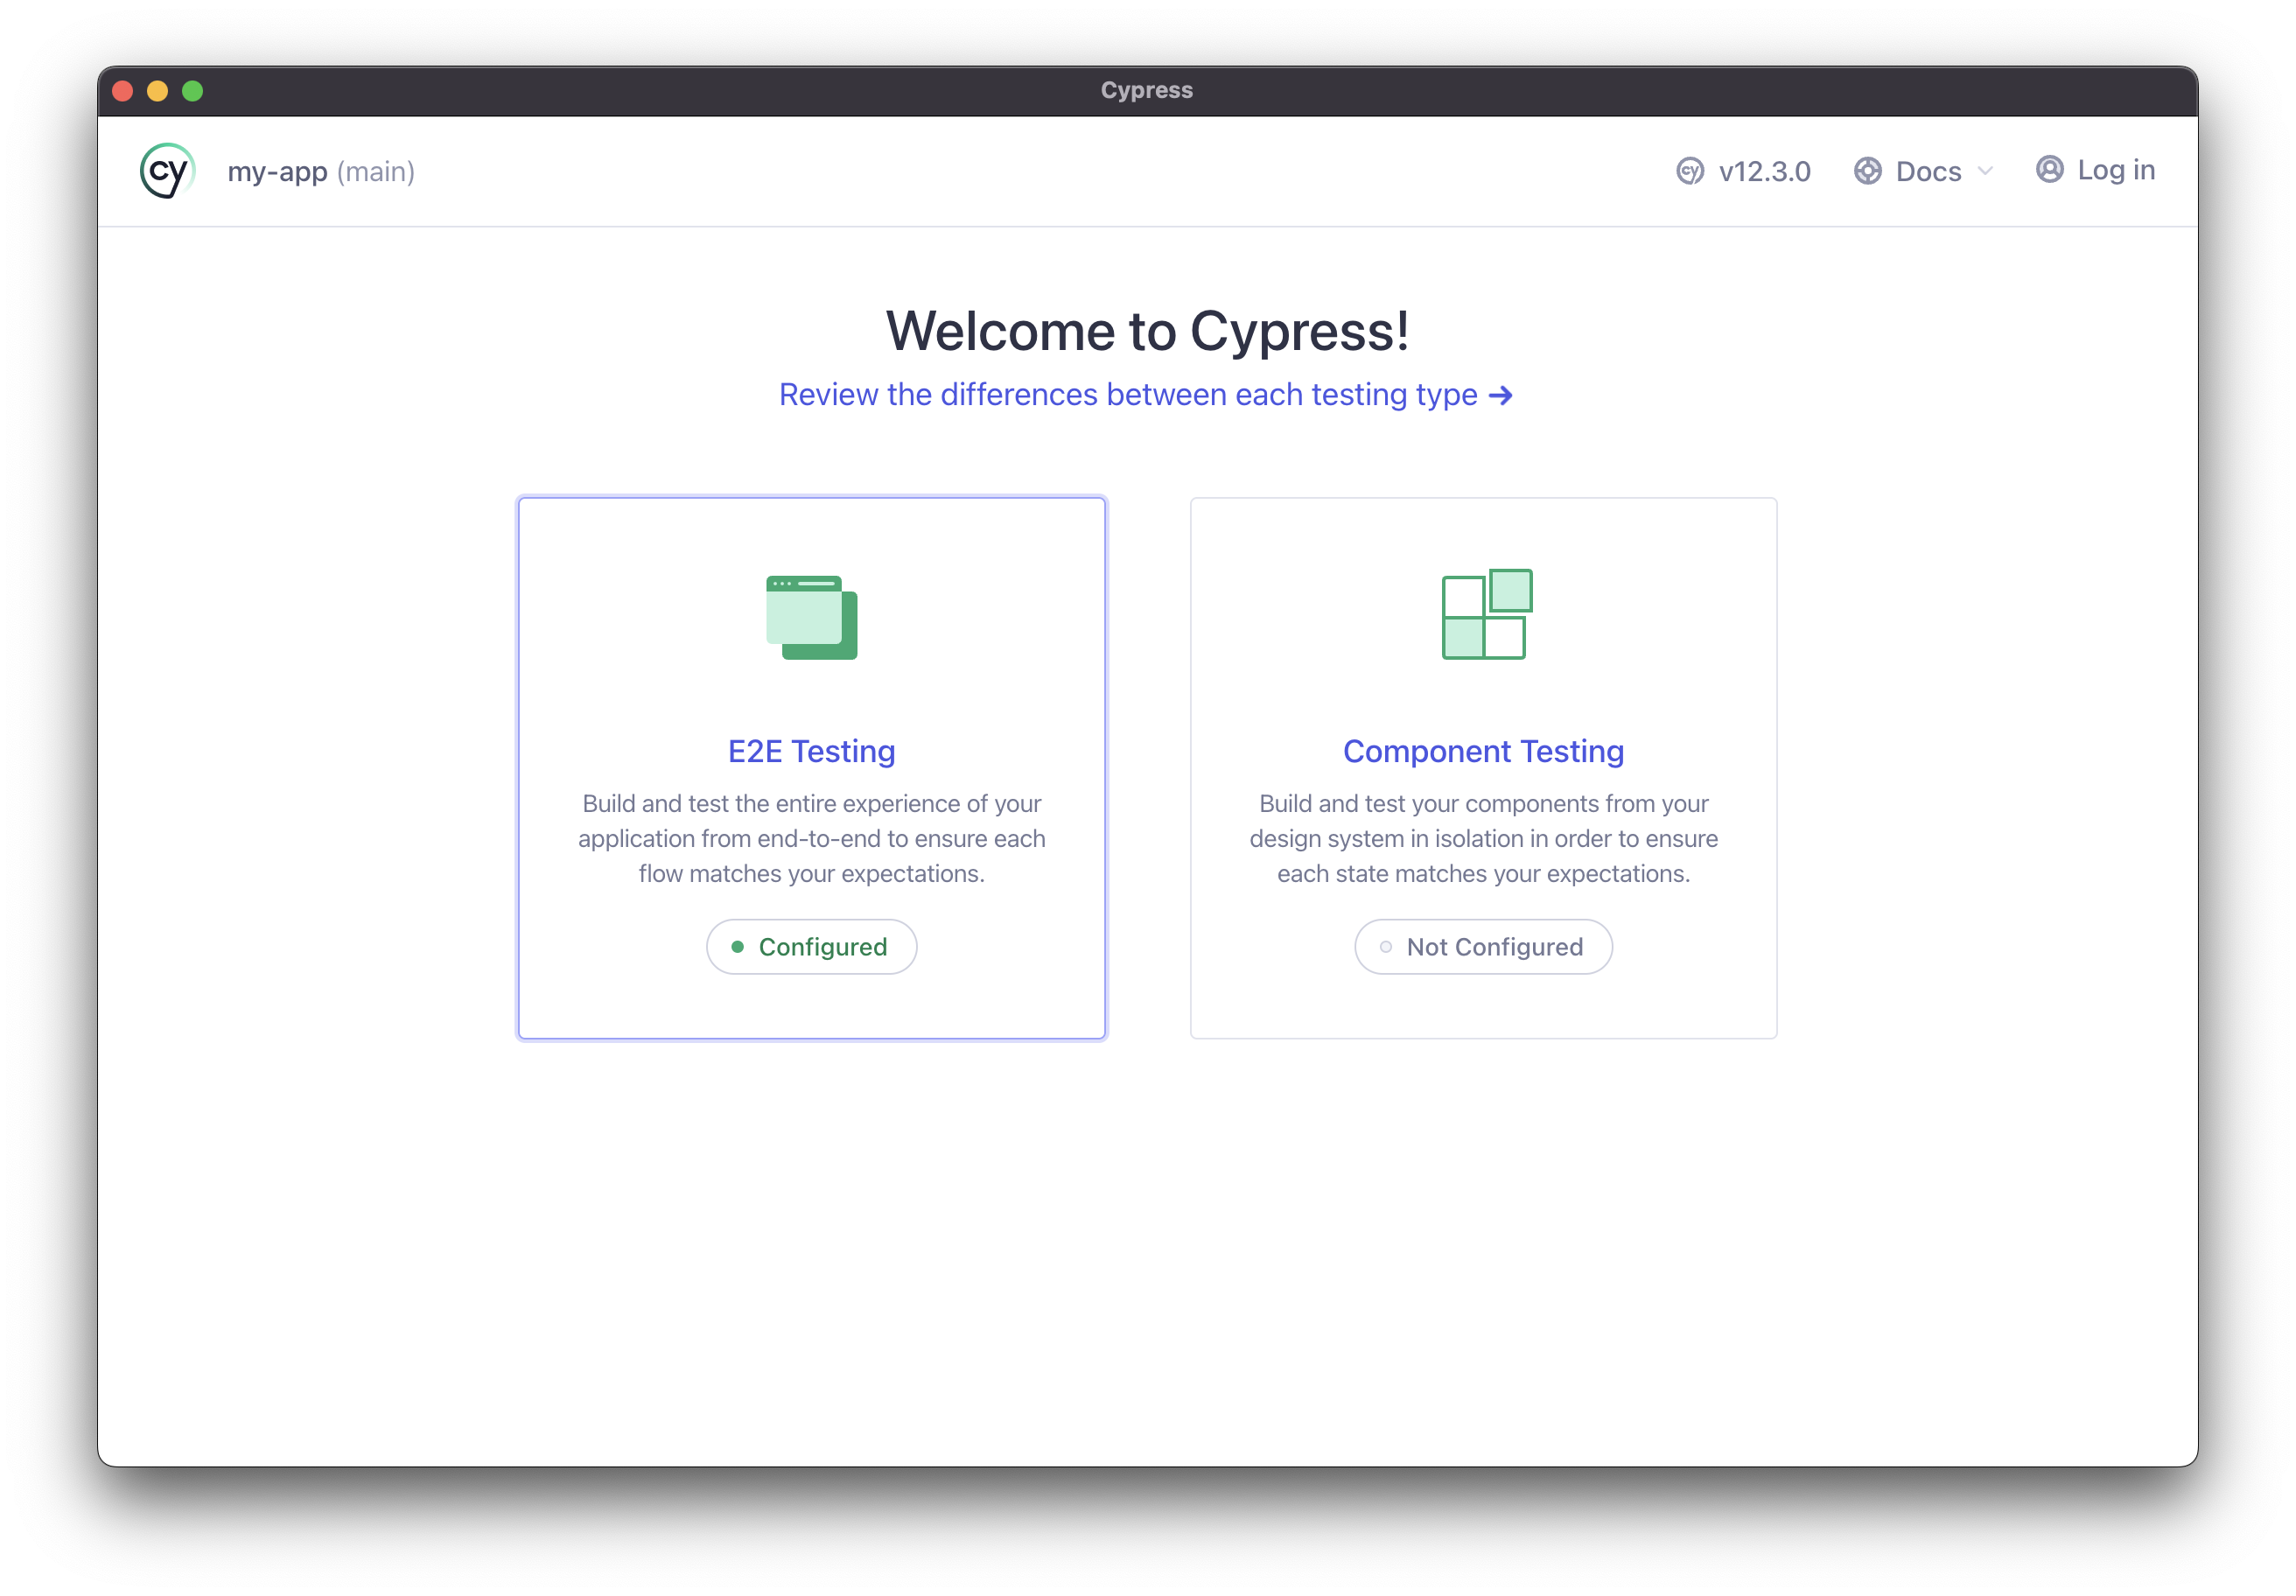 Cypress
cy my-app (main)
cy v12.3.0 Docs Log in
Welcome to Cypress!
Review the differences between each testing type →
E2E Testing
Build and test the entire experience of your
application from end-to-end to ensure each
flow matches your expectations.
Configured
Component Testing
Build and test your components from your
design system in isolation in order to ensure
each state matches your expectations.
Not Configured